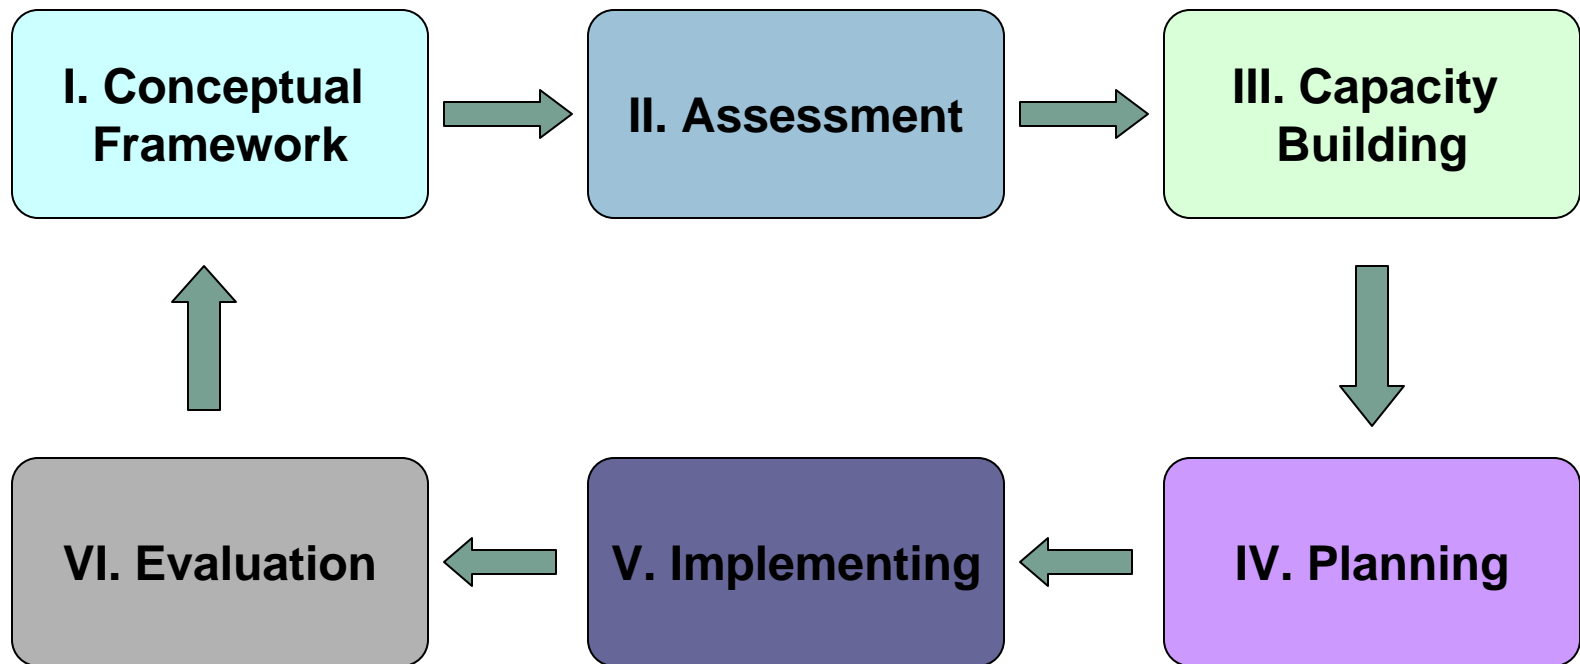 I. Conceptual
Framework
II. Assessment
III. Capacity
Building
VI. Evaluation
V. Implementing
IV. Planning